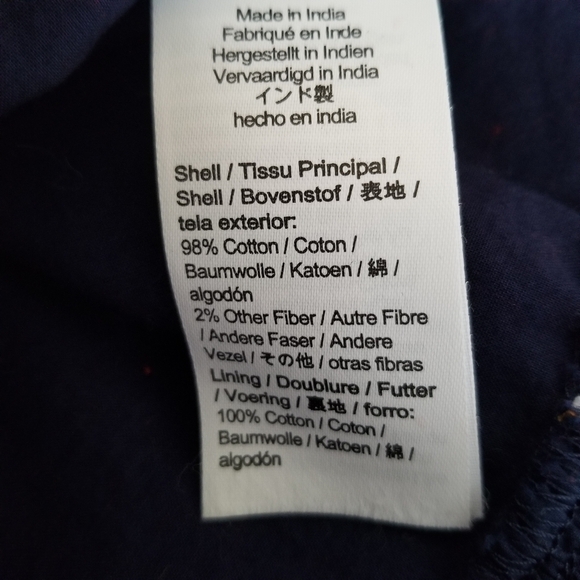 Made in India
Fabriqué en Inde
Hergestellt in Indien
Vervaardigd in India
インド製
hecho en india
Shell / Tissu Principal /
Shell / Bovenstof / 表地 /
tela exterior:
98% Cotton / Coton /
Baumwolle / Katoen / 綿 /
algodón
2% Other Fiber / Autre Fibre
/ Andere Faser / Andere
Vezel / その他 / otras fibras
Lining / Doublure / Futter
/ Voering / 裏地 / forro:
100% Cotton / Coton /
Baumwolle / Katoen / 綿 /
algodón